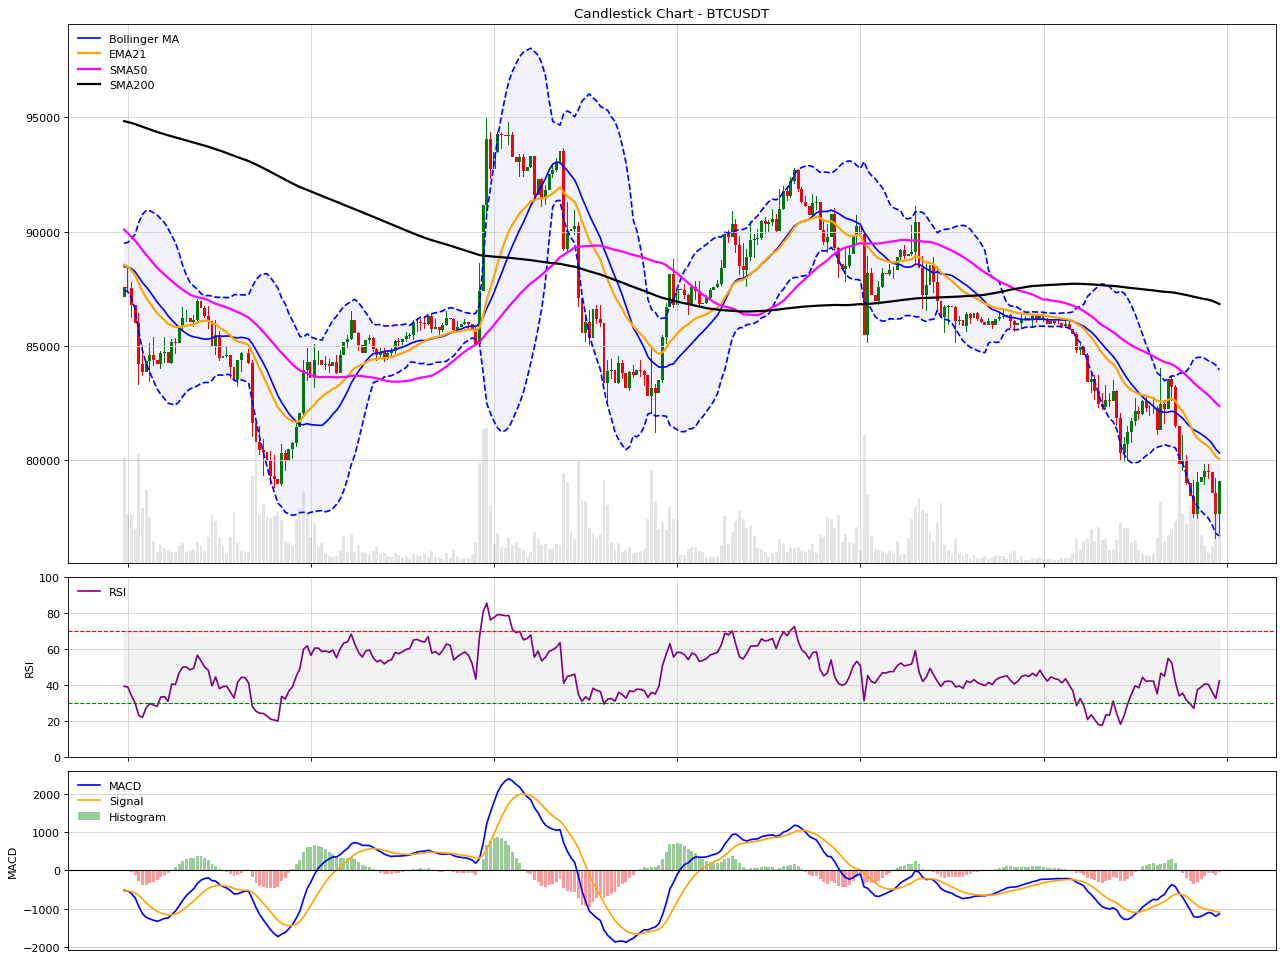 Candlestick Chart - BTCUSDT
Bollinger MA
EMA21
SMA50
SMA200
95000
90000
85000
80000
RSI
100
80
60
40
20
0
RSI
MACD
Signal
Histogram
2000
1000
0
−1000
−2000
MACD